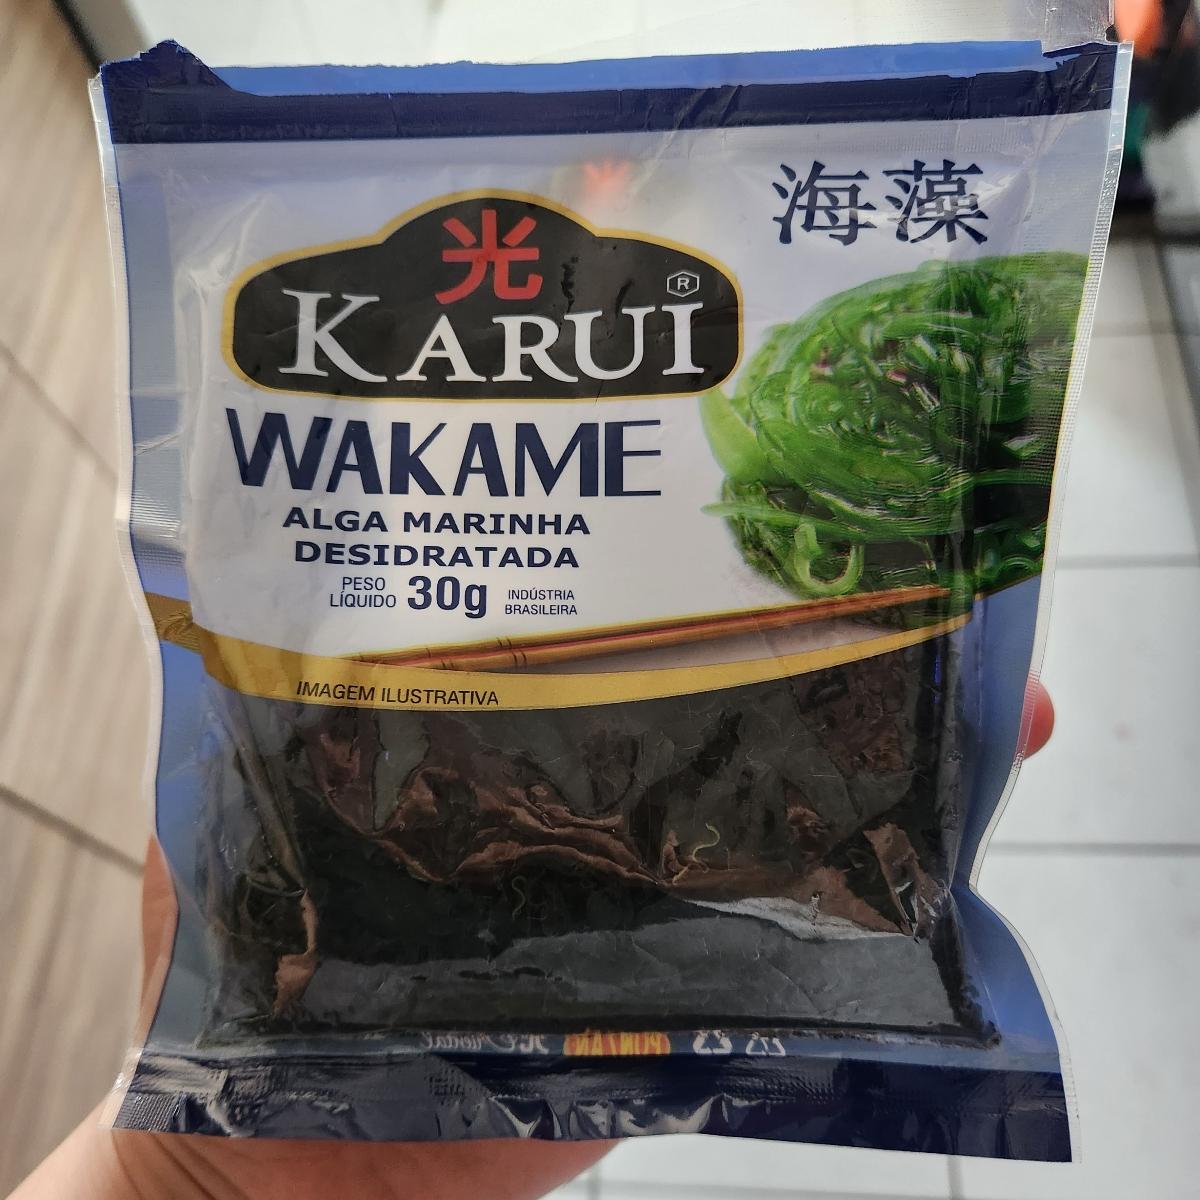 海藻
光
KARUI ®
WAKAME
ALGA MARINHA
DESIDRATADA
PESO LÍQUIDO 30g INDÚSTRIA BRASILEIRA
IMAGEM ILUSTRATIVA